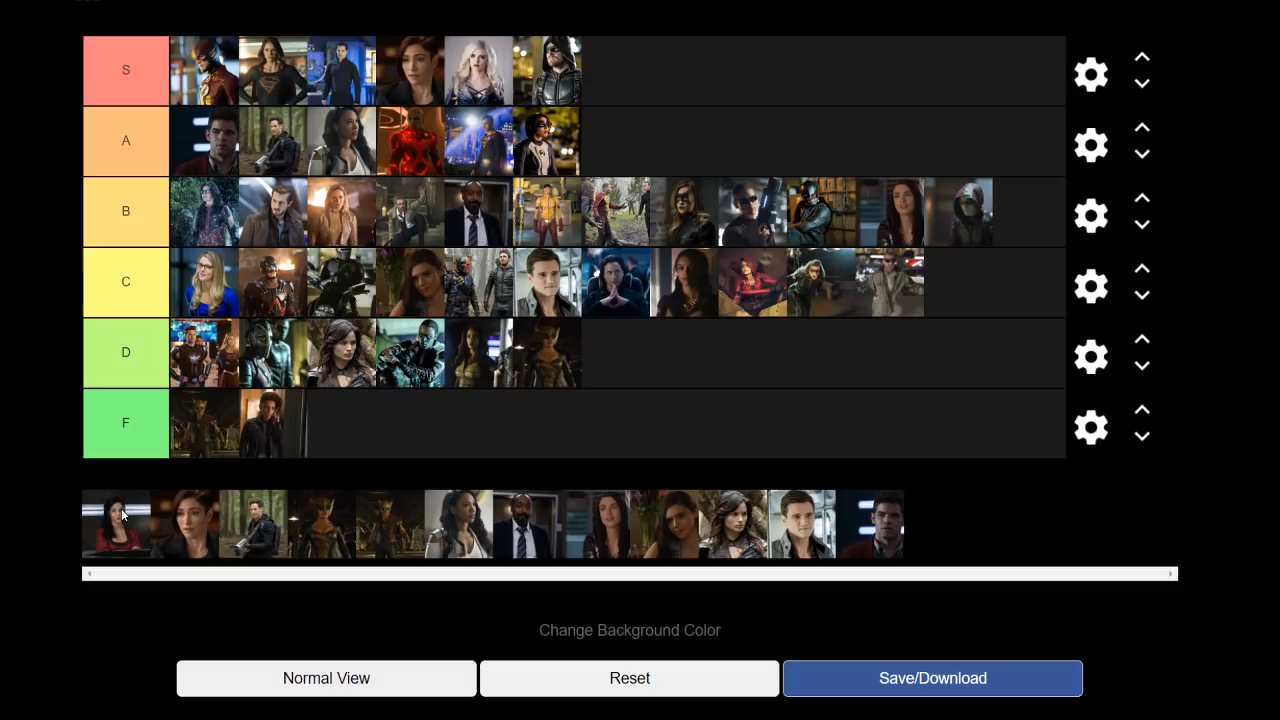 S
A
B
C
D
F
Change Background Color
Normal View
Reset
Save/Download